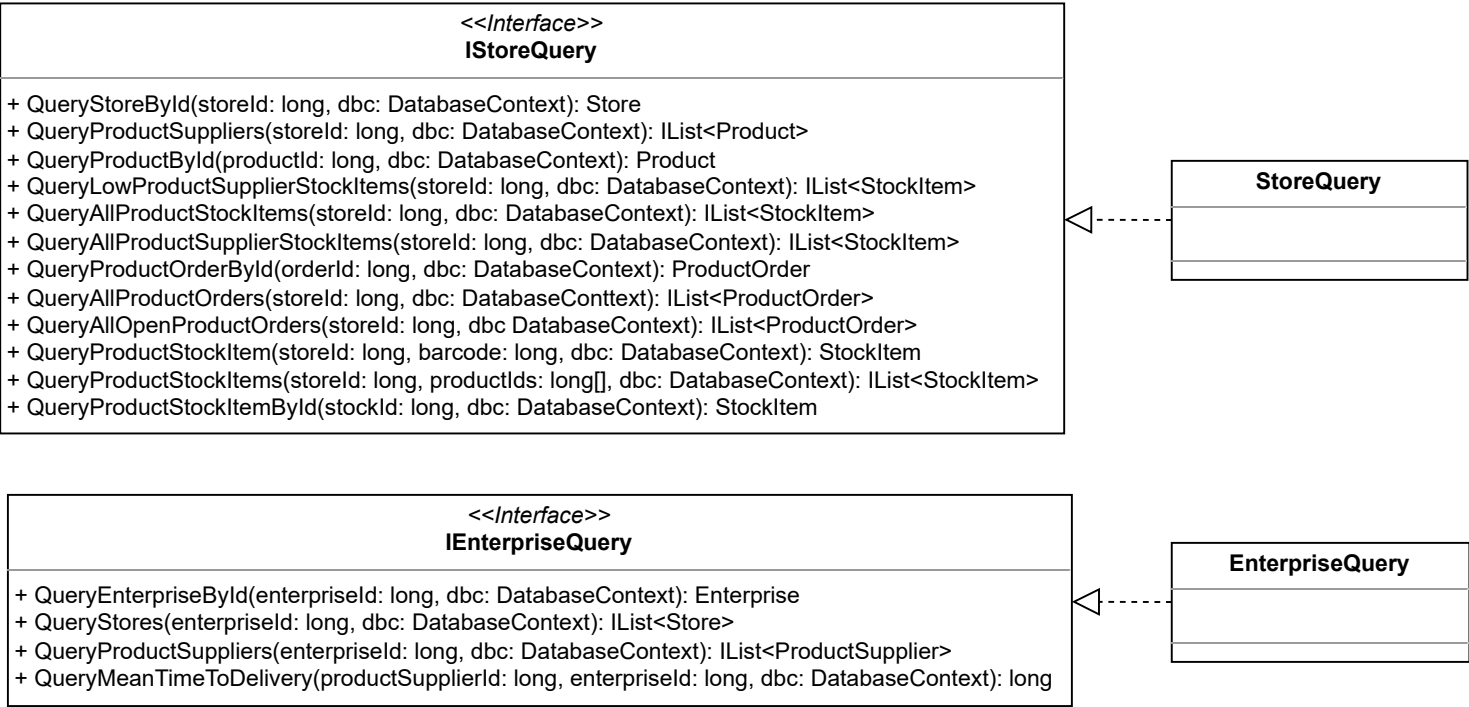 <<Interface>>
IStoreQuery
+ QueryStoreById(storeId: long, dbc: DatabaseContext): Store
+ QueryProductSuppliers(storeId: long, dbc: DatabaseContext): IList<Product>
+ QueryProductById(productId: long, dbc: DatabaseContext): Product
+ QueryLowProductSupplierStockItems(storeId: long, dbc: DatabaseContext): IList<StockItem>
+ QueryAllProductStockItems(storeId: long, dbc: DatabaseContext): IList<StockItem>
+ QueryAllProductSupplierStockItems(storeId: long, dbc: DatabaseContext): IList<StockItem>
+ QueryProductOrderById(orderId: long, dbc: DatabaseContext): ProductOrder
+ QueryAllProductOrders(storeId: long, dbc: DatabaseConttext): IList<ProductOrder>
+ QueryAllOpenProductOrders(storeId: long, dbc DatabaseContext): IList<ProductOrder>
+ QueryProductStockItem(storeId: long, barcode: long, dbc: DatabaseContext): StockItem
+ QueryProductStockItems(storeId: long, productIds: long[], dbc: DatabaseContext): IList<StockItem>
+ QueryProductStockItemById(stockId: long, dbc: DatabaseContext): StockItem
StoreQuery
<<Interface>>
IEnterpriseQuery
+ QueryEnterpriseById(enterpriseId: long, dbc: DatabaseContext): Enterprise
+ QueryStores(enterpriseId: long, dbc: DatabaseContext): IList<Store>
+ QueryProductSuppliers(enterpriseId: long, dbc: DatabaseContext): IList<ProductSupplier>
+ QueryMeanTimeToDelivery(productSupplierId: long, enterpriseId: long, dbc: DatabaseContext): long
EnterpriseQuery